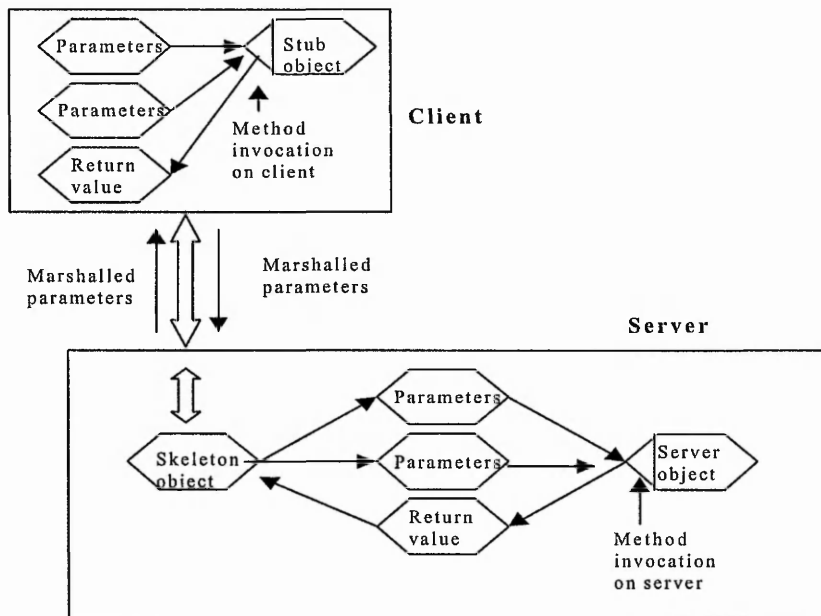 Parameters
Stub
object
Parameters
Client
Method
invocation
on client
Return
value
Marshalled
parameters
Marshalled
parameters
Server
Parameters
Skeleton
object
Parameters
Server
object
Return
value
Method
invocation
on server